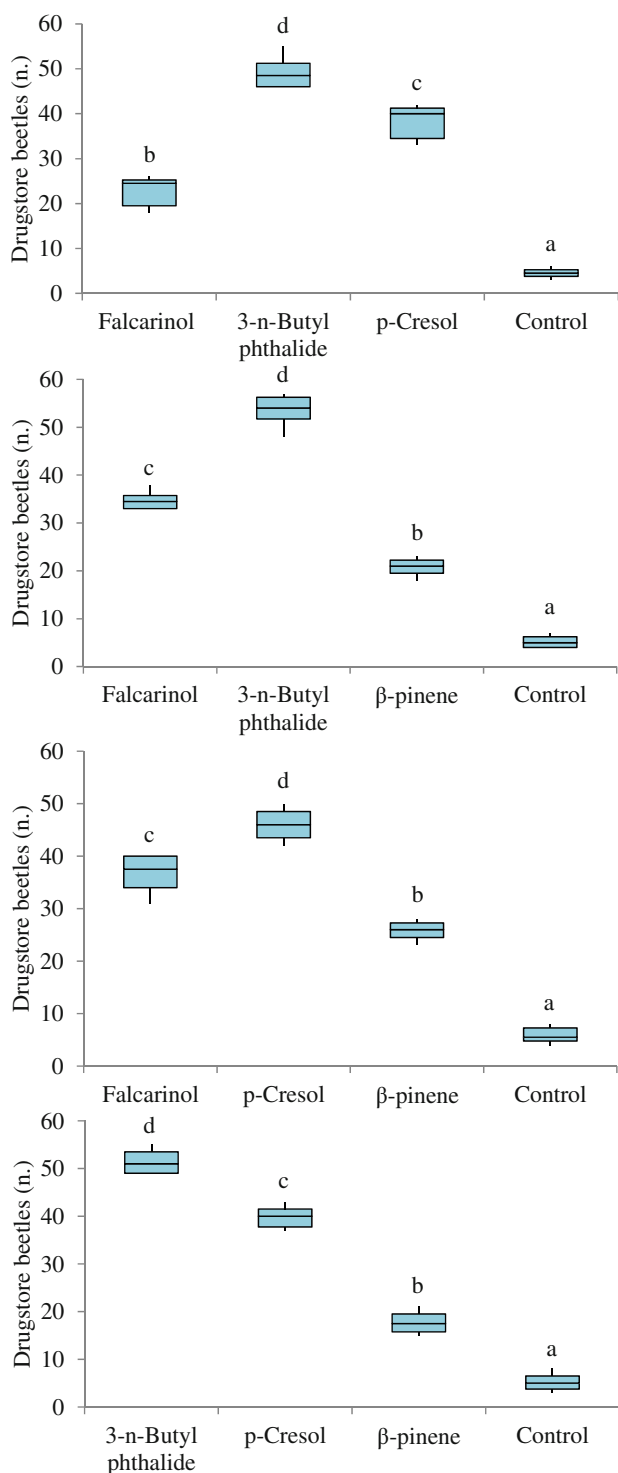 Drugstore beetles (n.)
60
50
40
30
20
10
0
b
d
c
a
Falcarinol
3-n-Butyl
phthalide
p-Cresol
Control
Drugstore beetles (n.)
60
50
40
30
20
10
0
c
d
b
a
Falcarinol
3-n-Butyl
phthalide
β-pinene
Control
Drugstore beetles (n.)
60
50
40
30
20
10
0
c
d
b
a
Falcarinol
p-Cresol
β-pinene
Control
Drugstore beetles (n.)
60
50
40
30
20
10
0
d
c
b
a
3-n-Butyl
phthalide
p-Cresol
β-pinene
Control